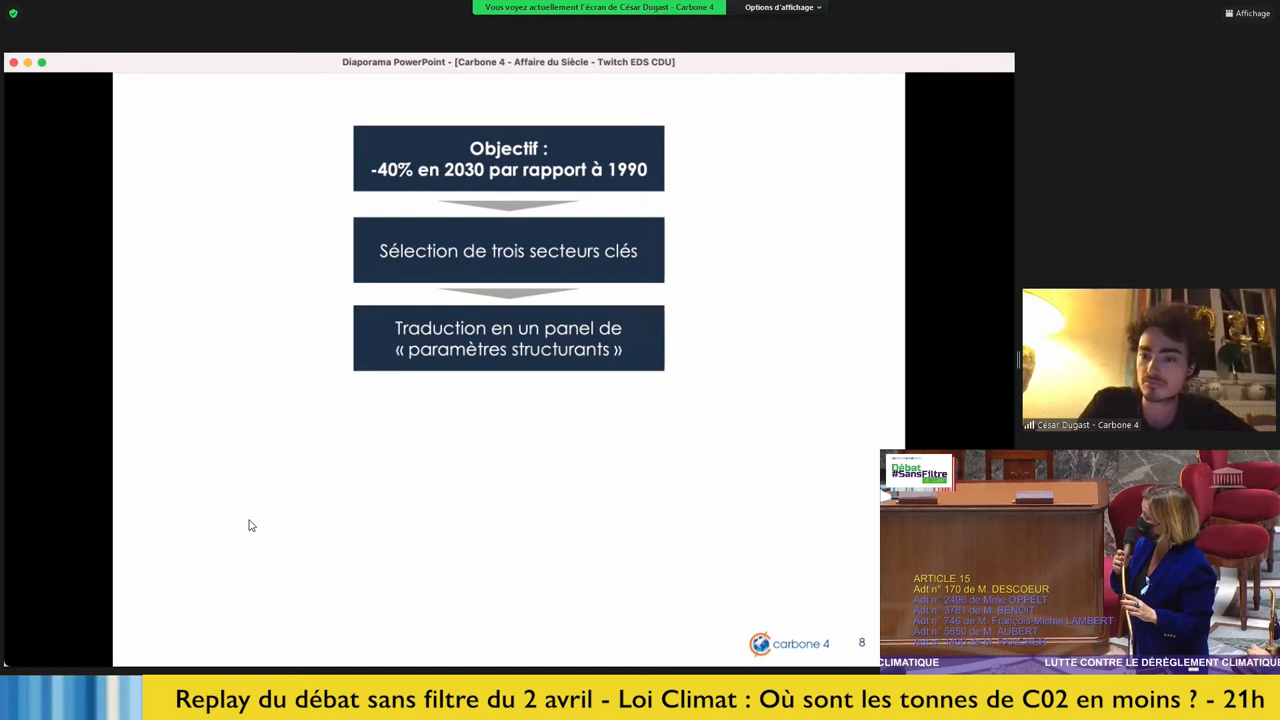 Vous voyez actuellement l'écran de César Dugast - Carbone 4
Options d'affichage
Affichage
Diaporama PowerPoint - [Carbone 4 - Affaire du Siècle - Twitch EDS CDU]
Objectif :
-40% en 2030 par rapport à 1990
Sélection de trois secteurs clés
Traduction en un panel de
« paramètres structurants »
César Dugast - Carbone 4
Débat
#SansFiltre
ARTICLE 15
Adt n° 170 de M. DESCOEUR
Adt n° 2496 de Mme OPPELT
Adt n° 3781 de M. BENOIT
Adt n° 746 de M. François-Michel LAMBERT
Adt n° 5850 de M. AUBERT
carbone 4
8
CLIMATIQUE
LUTTE CONTRE LE DÉRÈGLEMENT CLIMATIQUE
Replay du débat sans filtre du 2 avril - Loi Climat : Où sont les tonnes de C02 en moins ? - 21h